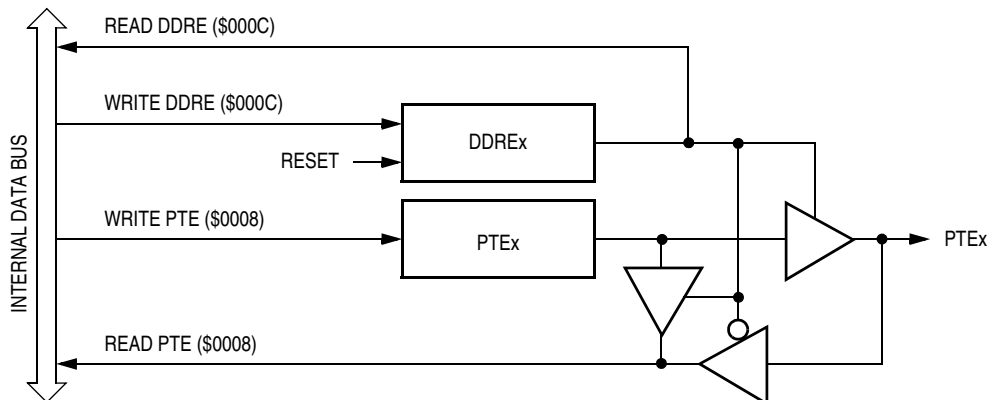 READ DDRE ($000C)
WRITE DDRE ($000C)
DDREx
RESET
INTERNAL DATA BUS
WRITE PTE ($0008)
PTEx
PTEx
READ PTE ($0008)